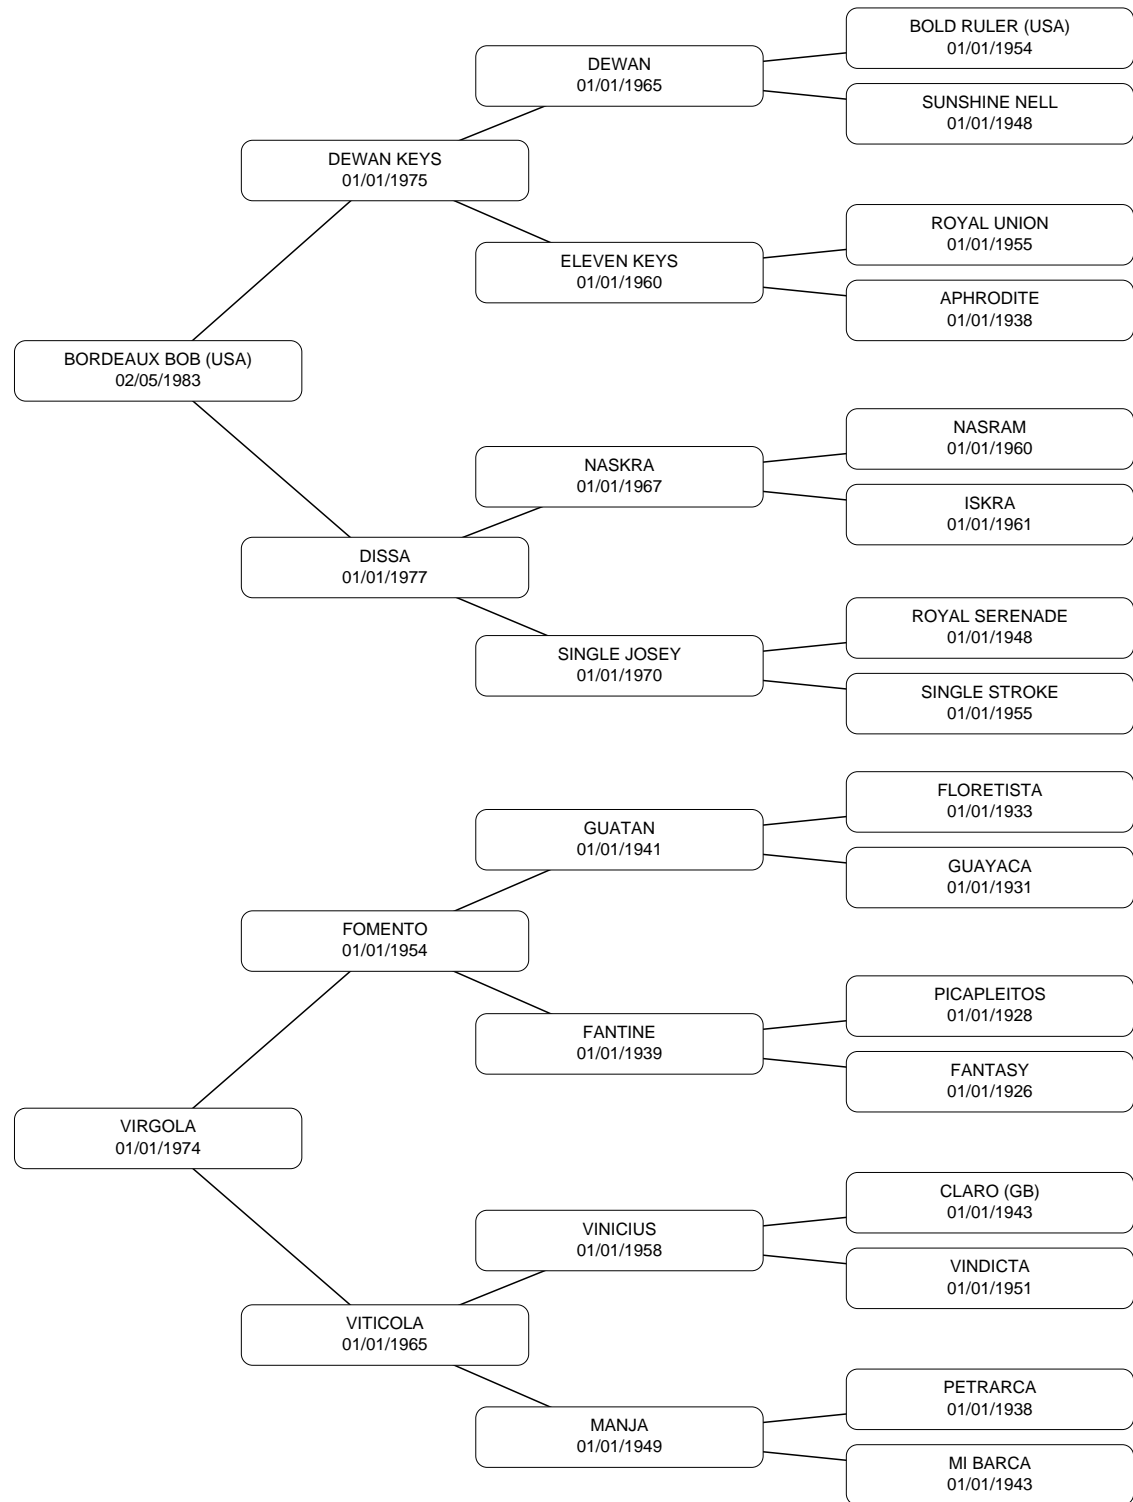 BOLD RULER (USA)
01/01/1954
DEWAN
01/01/1965
SUNSHINE NELL
01/01/1948
DEWAN KEYS
01/01/1975
ROYAL UNION
01/01/1955
ELEVEN KEYS
01/01/1960
APHRODITE
01/01/1938
BORDEAUX BOB (USA)
02/05/1983
NASRAM
01/01/1960
NASKRA
01/01/1967
ISKRA
01/01/1961
DISSA
01/01/1977
ROYAL SERENADE
01/01/1948
SINGLE JOSEY
01/01/1970
SINGLE STROKE
01/01/1955
FLORETISTA
01/01/1933
GUATAN
01/01/1941
GUAYACA
01/01/1931
FOMENTO
01/01/1954
PICAPLEITOS
01/01/1928
FANTINE
01/01/1939
FANTASY
01/01/1926
VIRGOLA
01/01/1974
CLARO (GB)
01/01/1943
VINICIUS
01/01/1958
VINDICTA
01/01/1951
VITICOLA
01/01/1965
PETRARCA
01/01/1938
MANJA
01/01/1949
MI BARCA
01/01/1943